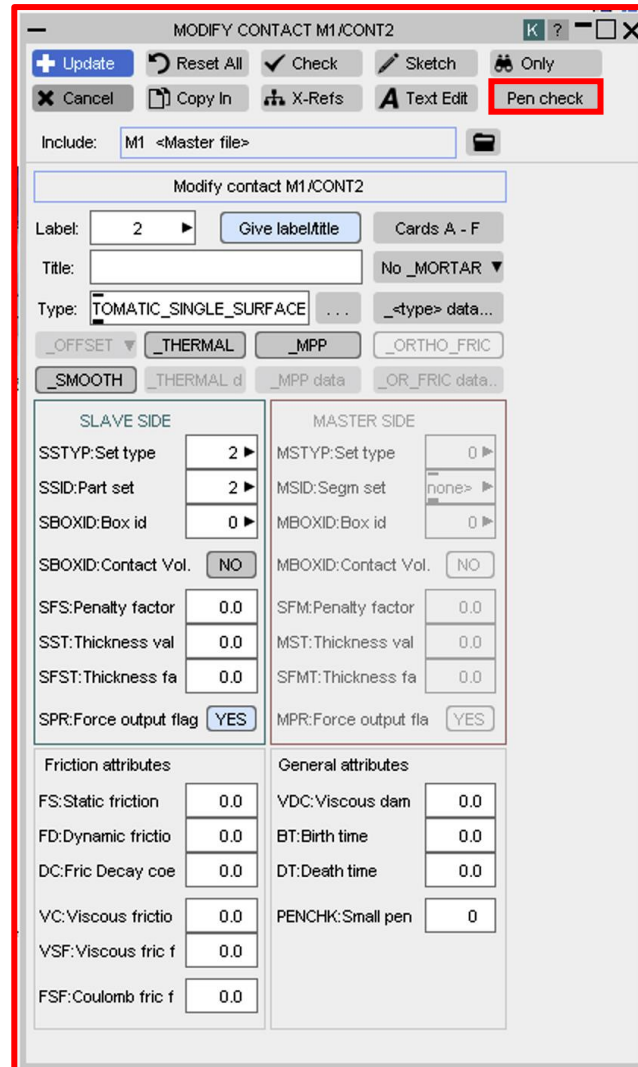 MODIFY CONTACT M1/CONT2 K ?
Update Reset All Check Sketch Only
Cancel Copy In X-Refs A Text Edit Pen check
Include: M1 <Master file>
Modify contact M1/CONT2
Label: 2 Give label/title Cards A - F
Title: No _MORTAR
Type: TOMATIC_SINGLE_SURFACE ... _<type> data...
_OFFSET _THERMAL _MPP _ORTHO_FRIC
_SMOOTH _THERMAL d _MPP data _OR_FRIC data..
SLAVE SIDE MASTER SIDE
SSTYP:Set type 2 MSTYP:Set type 0
SSID:Part set 2 MSID:Segm set none>
SBOXID:Box id 0 MBOXID:Box id 0
SBOXID:Contact Vol. NO MBOXID:Contact Vol. NO
SFS:Penalty factor 0.0 SFM:Penalty factor 0.0
SST:Thickness val 0.0 MST:Thickness val 0.0
SFST:Thickness fa 0.0 SFMT:Thickness fa 0.0
SPR:Force output flag YES MPR:Force output fla YES
Friction attributes General attributes
FS:Static friction 0.0 VDC:Viscous dam 0.0
FD:Dynamic frictio 0.0 BT:Birth time 0.0
DC:Fric Decay coe 0.0 DT:Death time 0.0
VC:Viscous frictio 0.0 PENCHK:Small pen 0
VSF:Viscous fric f 0.0
FSF:Coulomb fric f 0.0